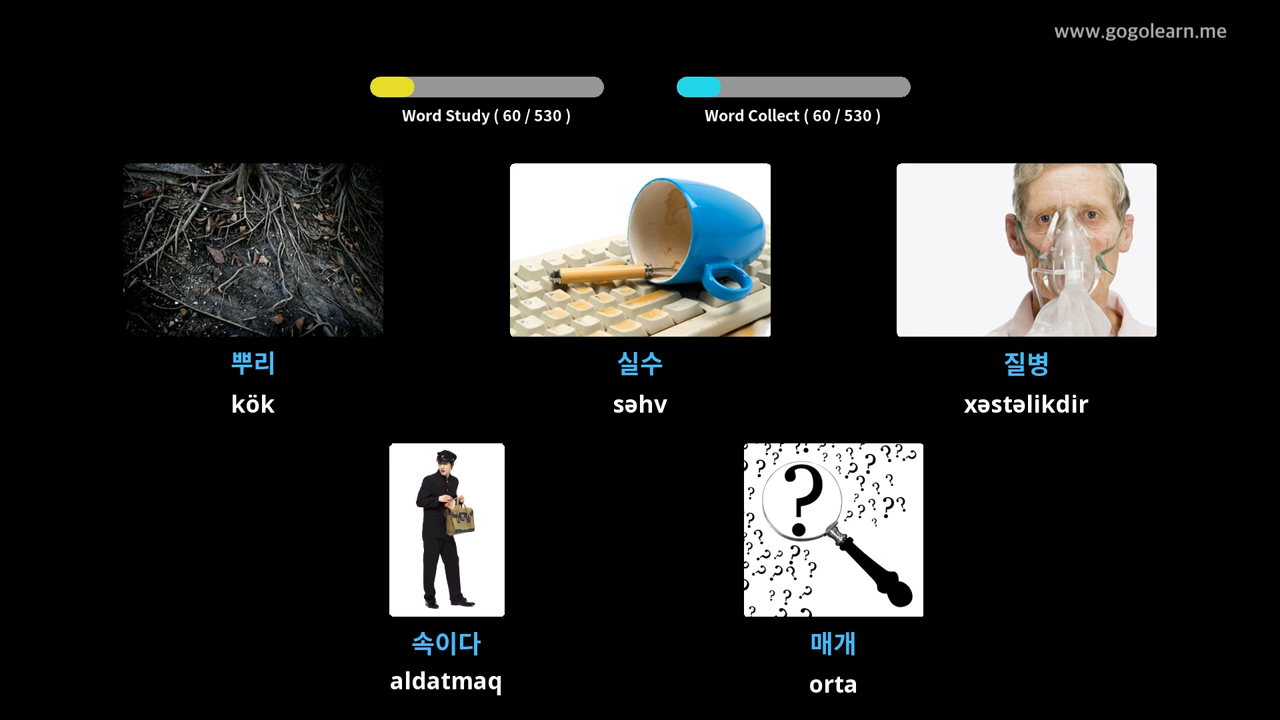 www.gogolearn.me
Word Study ( 60 / 530 )
Word Collect ( 60 / 530 )
뿌리
실수
질병
kök
səhv
xəstəlikdir
속이다
매개
aldatmaq
orta